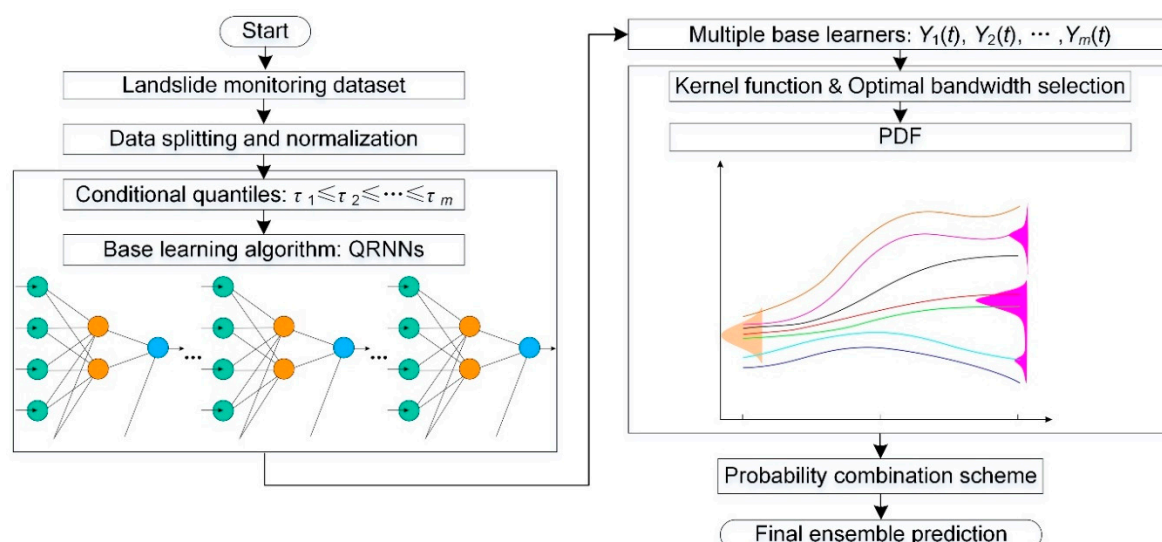 Start
Landslide monitoring dataset
Data splitting and normalization
Conditional quantiles: τ 1≤τ 2≤⋯≤τ m
Base learning algorithm: QRNNs
... ...
Multiple base learners: Y1(t), Y2(t), ⋯ ,Ym(t)
Kernel function & Optimal bandwidth selection
PDF
Probability combination scheme
Final ensemble prediction